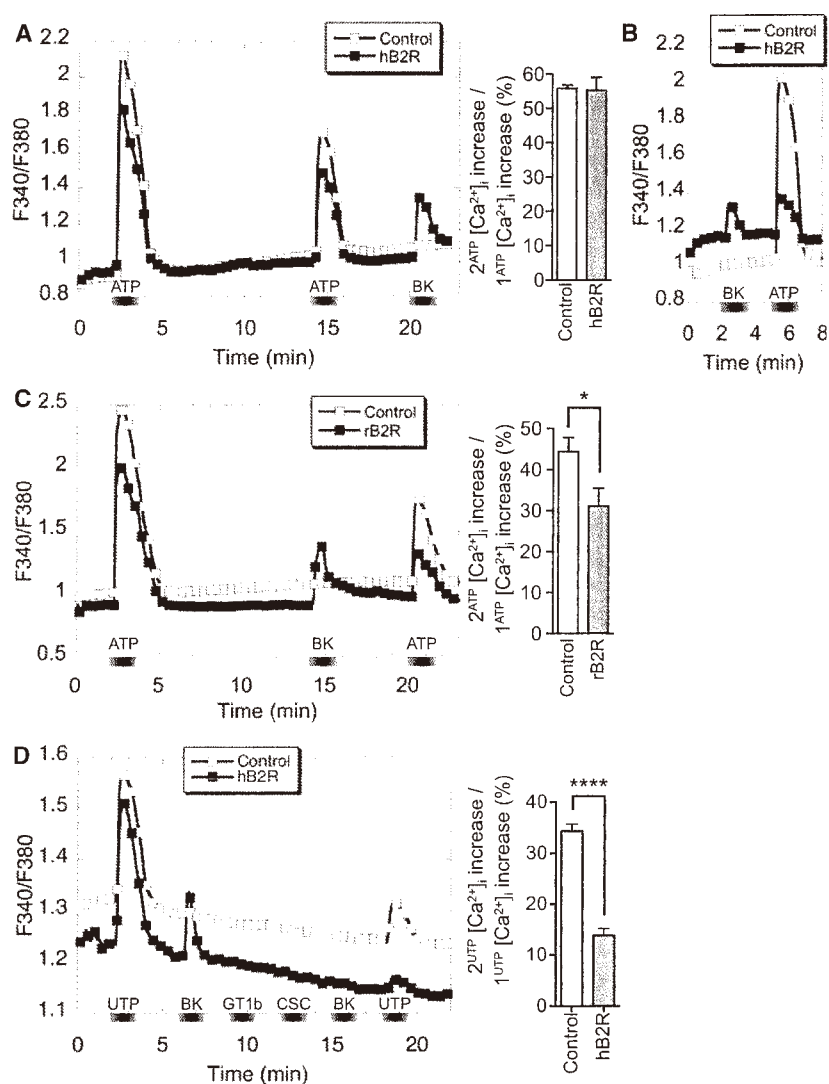 A
2.2
2
1.8
1.6
1.4
1.2
1
0.8
F340/F380
Control
hB2R
ATP
ATP
BK
0
5
10
15
20
Time (min)
2ATP [Ca2+]i increase /
1ATP [Ca2+]i increase (%)
60
50
40
30
20
10
0
Control
hB2R
B
2.2
2
1.8
1.6
1.4
1.2
1
0.8
F340/F380
Control
hB2R
BK
ATP
0
2
4
6
8
Time (min)
C
2.5
2
1.5
1
0.5
F340/F380
Control
rB2R
ATP
BK
ATP
0
5
10
15
20
Time (min)
2ATP [Ca2+]i increase /
1ATP [Ca2+]i increase (%)
50
40
30
20
10
0
*
Control
rB2R
D
1.6
1.5
1.4
1.3
1.2
1.1
F340/F380
Control
hB2R
UTP
BK
GT1b
CSC
BK
UTP
0
5
10
15
20
Time (min)
2UTP [Ca2+]i increase /
1UTP [Ca2+]i increase (%)
40
30
20
10
0
****
Control
hB2R